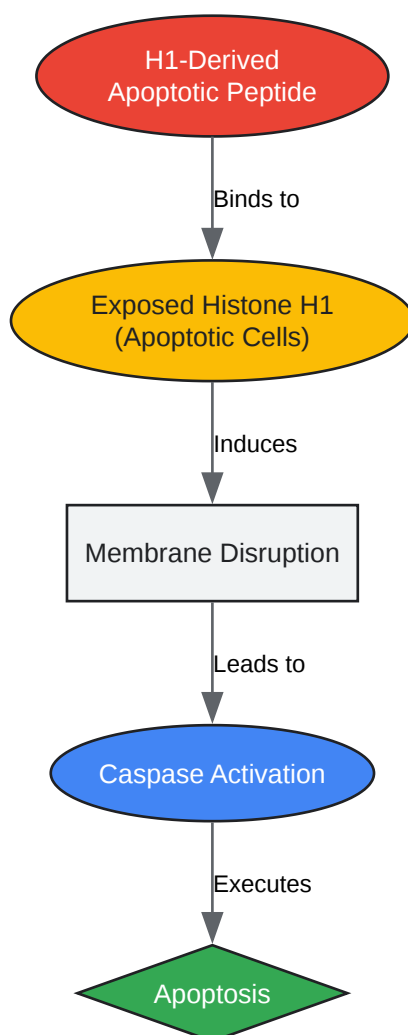 H1-Derived
Apoptotic Peptide
Binds to
Exposed Histone H1
(Apoptotic Cells)
Induces
Membrane Disruption
Leads to
Caspase Activation
Executes
Apoptosis